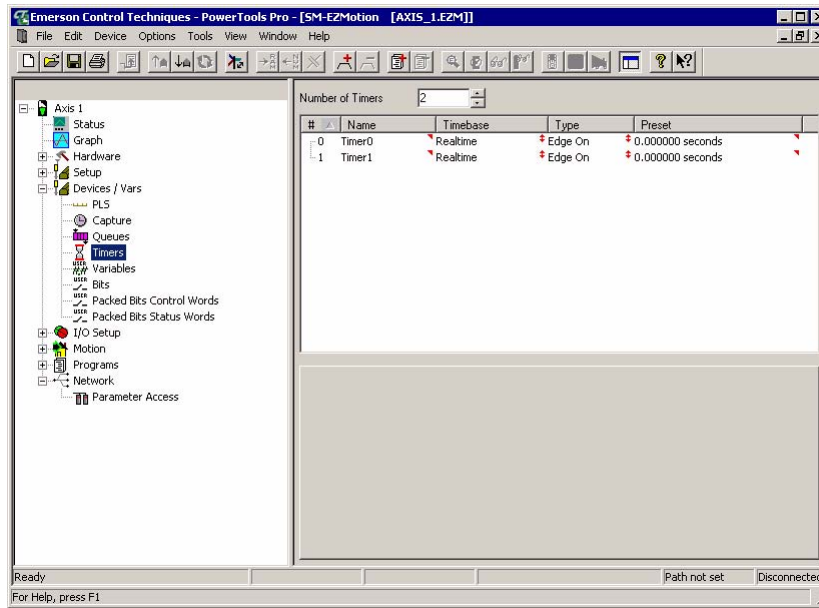 Emerson Control Techniques - PowerTools Pro - [SM-EZMotion [AXIS_1.EZM]]
File Edit Device Options Tools View Window Help
Number of Timers 2
# Name Timebase Type Preset
0 Timer0 Realtime Edge On 0.000000 seconds
1 Timer1 Realtime Edge On 0.000000 seconds
Axis 1
Status
Graph
Hardware
Setup
Devices / Vars
PLS
Capture
Queues
Timers
Variables
Bits
Packed Bits Control Words
Packed Bits Status Words
I/O Setup
Motion
Programs
Network
Parameter Access
Ready Path not set Disconnected
For Help, press F1